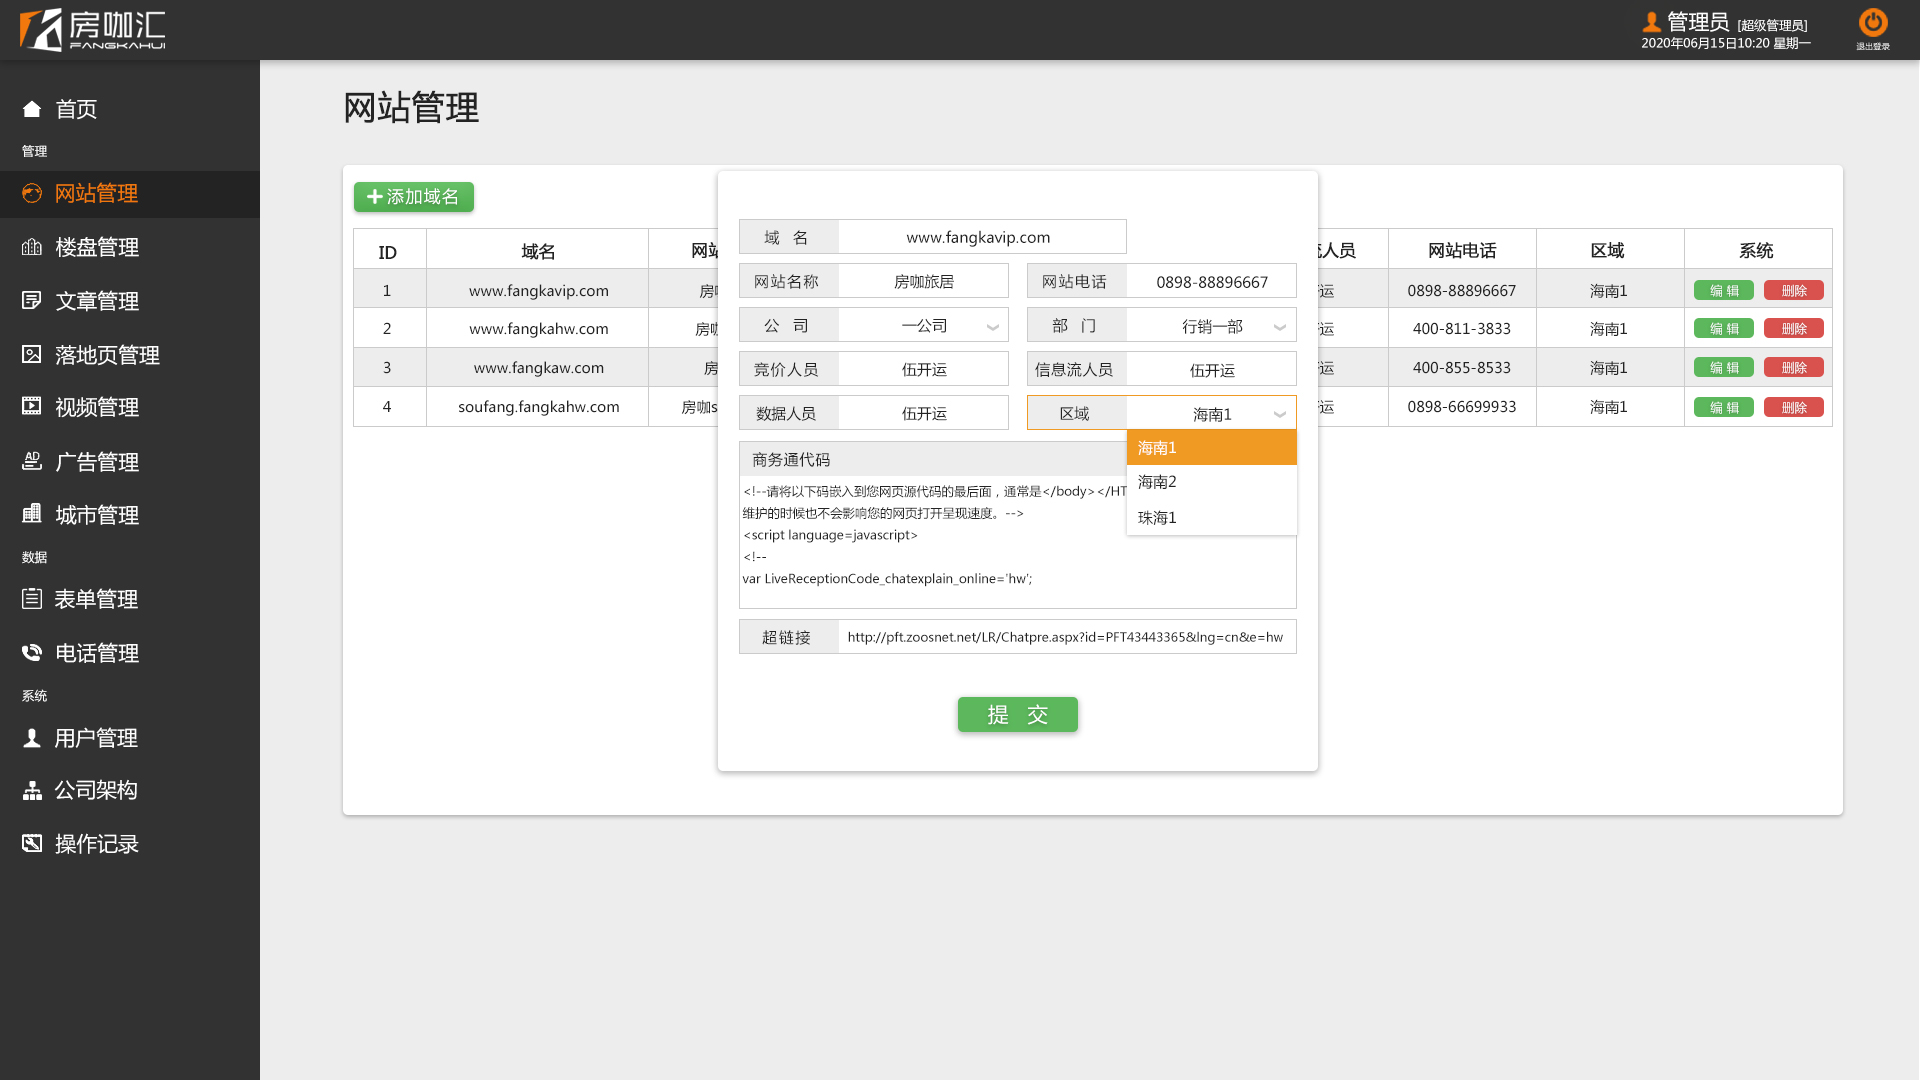 房咖汇
FANGKAHUI
管理员 [超级管理员]
2020年06月15日10:20 星期一
退出登录
首页
管理
网站管理
楼盘管理
文章管理
落地页管理
视频管理
AD 广告管理
城市管理
数据
表单管理
电话管理
系统
用户管理
公司架构
操作记录
网站管理
添加域名
ID 域名 网站 人员 网站电话 区域 系统
1 www.fangkavip.com 房 运 0898-88896667 海南1 编辑 删除
2 www.fangkahw.com 房咖 运 400-811-3833 海南1 编辑 删除
3 www.fangkaw.com 房 运 400-855-8533 海南1 编辑 删除
4 soufang.fangkahw.com 房咖s 运 0898-66699933 海南1 编辑 删除
域 名 www.fangkavip.com
网站名称 房咖旅居 网站电话 0898-88896667
公 司 一公司 部 门 行销一部
竞价人员 伍开运 信息流人员 伍开运
数据人员 伍开运 区域 海南1
海南1
海南2
珠海1
商务通代码
<!--请将以下码嵌入到您网页源代码的最后面，通常是</body></HT
维护的时候也不会影响您的网页打开呈现速度。-->
<script language=javascript>
<!--
var LiveReceptionCode_chatexplain_online='hw';
超链接 http://pft.zoosnet.net/LR/Chatpre.aspx?id=PFT43443365&lng=cn&e=hw
提 交